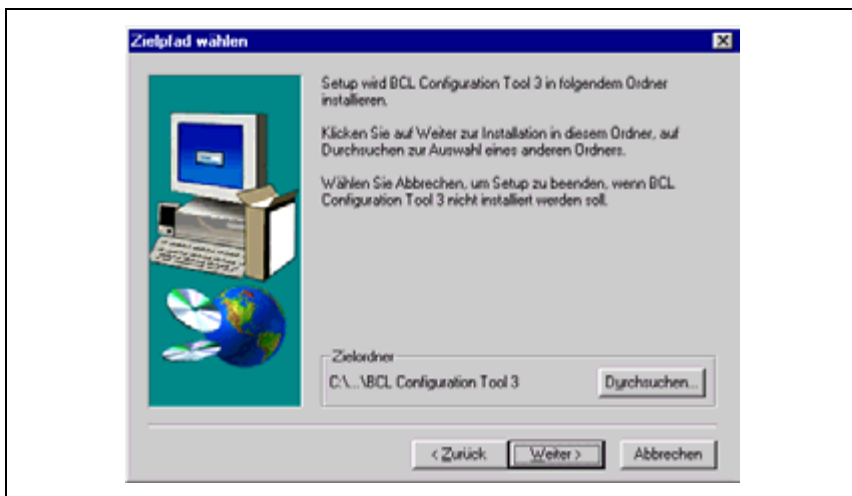 Zielpfad wählen
Setup wird BCL Configuration Tool 3 in folgendem Ordner
installieren.
Klicken Sie auf Weiter zur Installation in diesem Ordner, auf
Durchsuchen zur Auswahl eines anderen Ordners.
Wählen Sie Abbrechen, um Setup zu beenden, wenn BCL
Configuration Tool 3 nicht installiert werden soll.
Zielordner
C:\...\BCL Configuration Tool 3
Durchsuchen...
< Zurück
Weiter >
Abbrechen